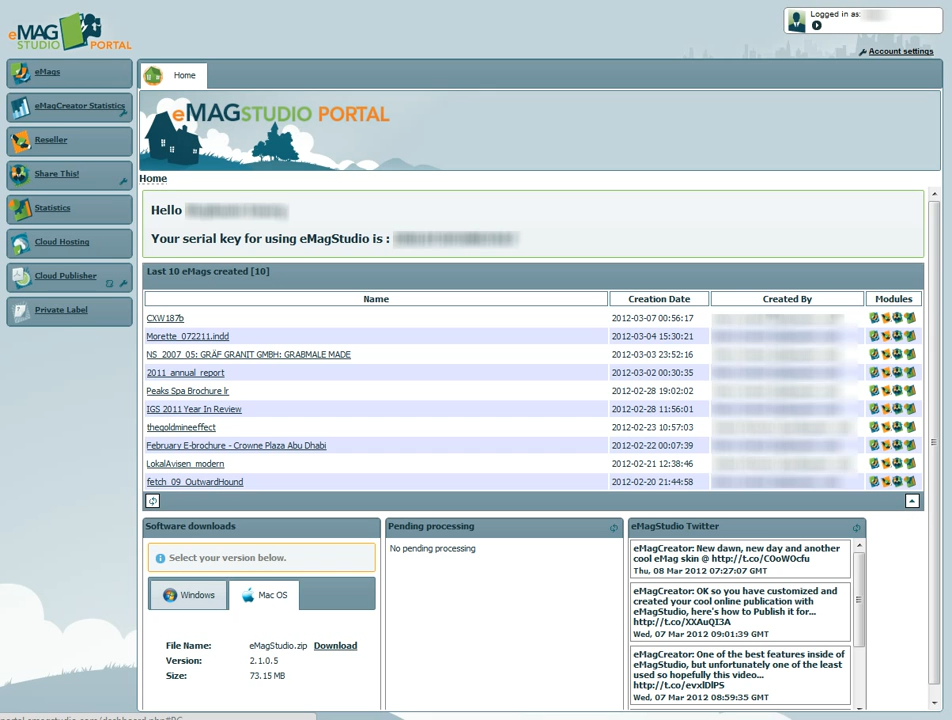 eMAG
STUDIO PORTAL
Logged in as:
Account settings
eMags
eMagCreator Statistics
Reseller
Share This!
Statistics
Cloud Hosting
Cloud Publisher
Private Label
Home
eMAGSTUDIO PORTAL
Home
Hello
Your serial key for using eMagStudio is :
Last 10 eMags created [10]
Name Creation Date Created By Modules
CXW187b 2012-03-07 00:56:17
Morette_072211.indd 2012-03-04 15:30:21
NS_2007_05: GRÄF GRANIT GMBH: GRABMALE MADE 2012-03-03 23:52:16
2011_annual_report 2012-03-02 00:30:35
Peaks Spa Brochure lr 2012-02-28 19:02:02
IGS 2011 Year In Review 2012-02-28 11:56:01
thegoldmineeffect 2012-02-23 10:57:03
February E-brochure - Crowne Plaza Abu Dhabi 2012-02-22 00:07:39
LokalAvisen_modern 2012-02-21 12:38:46
fetch_09_OutwardHound 2012-02-20 21:44:58
Software downloads
Select your version below.
Windows Mac OS
File Name: eMagStudio.zip Download
Version: 2.1.0.5
Size: 73.15 MB
Pending processing
No pending processing
eMagStudio Twitter
eMagCreator: New dawn, new day and another
cool eMag skin @ http://t.co/C0oWOcfu
Thu, 08 Mar 2012 07:27:07 GMT
eMagCreator: OK so you have customized and
created your cool online publication with
eMagStudio, here's how to Publish it for...
http://t.co/XXAuQI3A
Wed, 07 Mar 2012 09:01:39 GMT
eMagCreator: One of the best features inside of
eMagStudio, but unfortunately one of the least
used so hopefully this video...
http://t.co/evxlDlPS
Wed, 07 Mar 2012 08:59:35 GMT